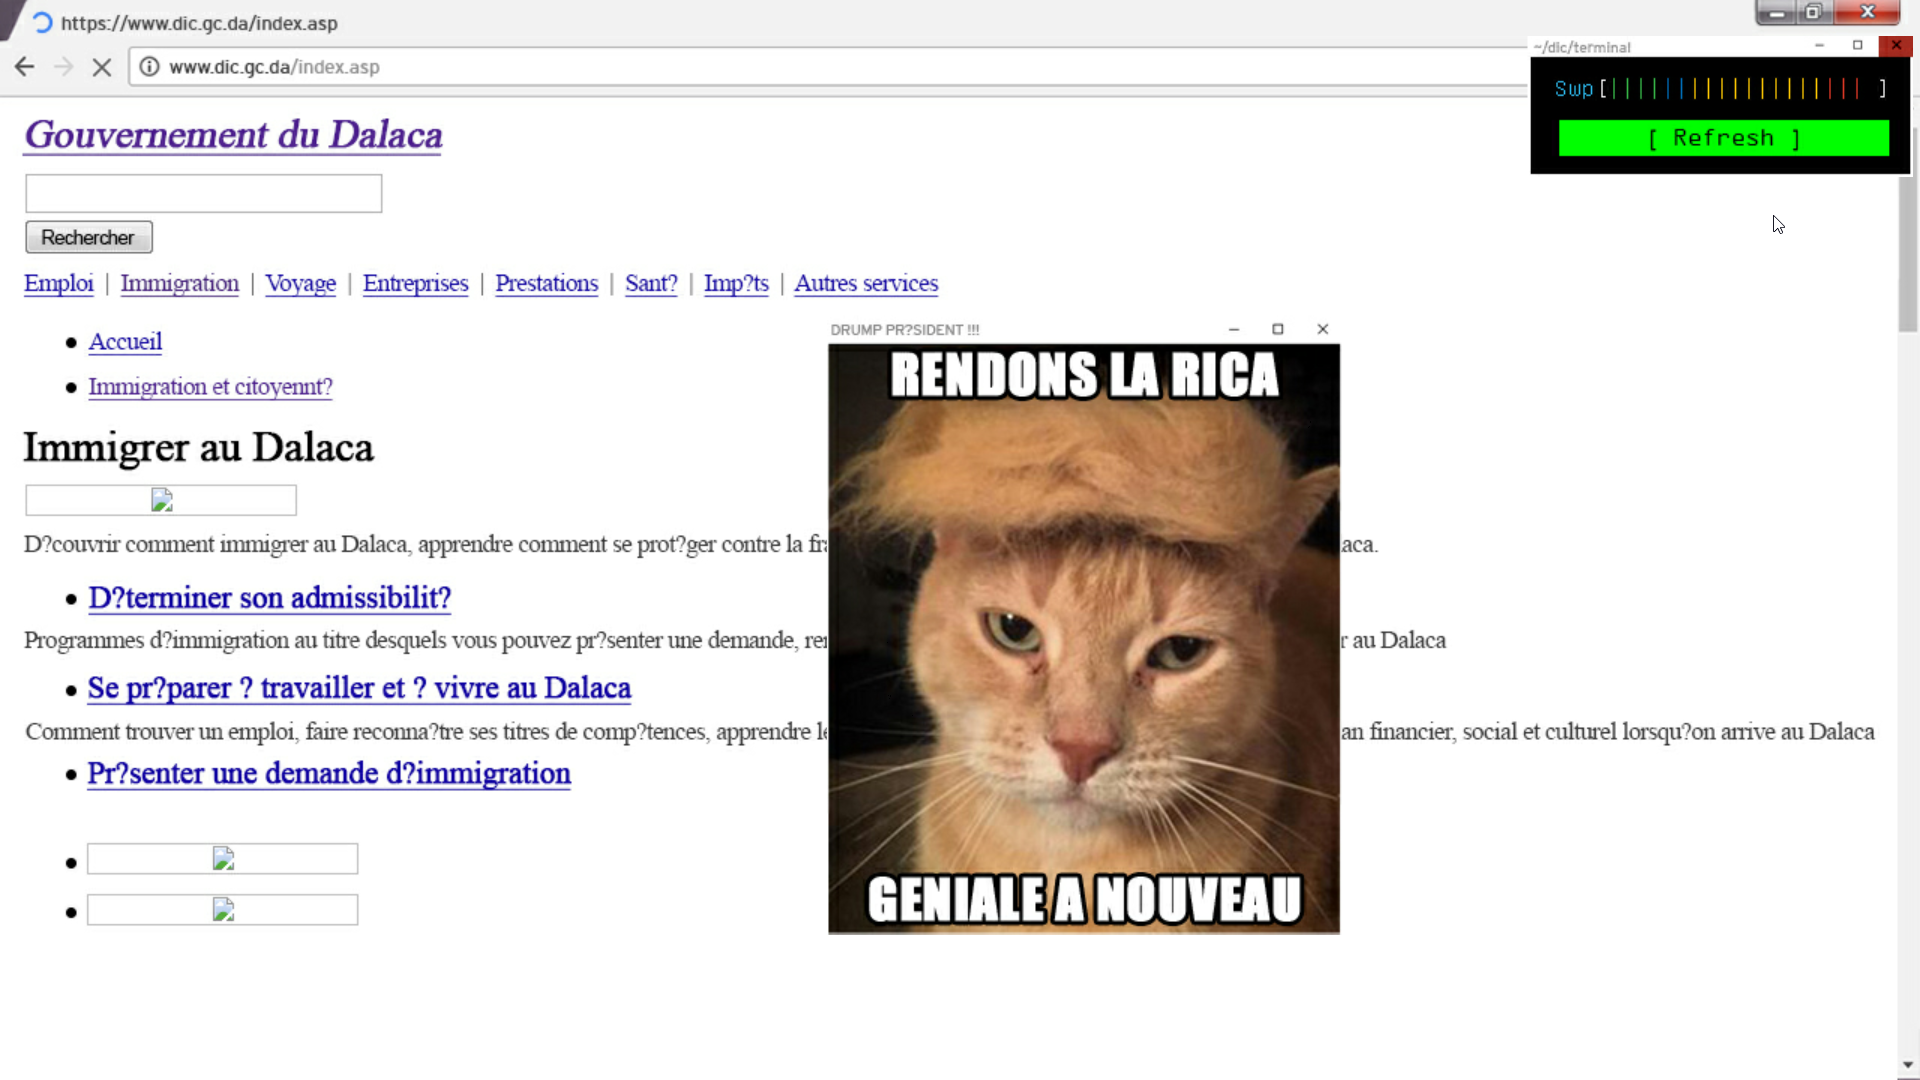 https://www.dic.gc.da/index.asp
www.dic.gc.da/index.asp
~/dic/terminal
Swp[||||||||||||||||||| ]
[ Refresh ]
Gouvernement du Dalaca
Rechercher
Emploi | Immigration | Voyage | Entreprises | Prestations | Sant? | Imp?ts | Autres services
Accueil
Immigration et citoyennt?
Immigrer au Dalaca
D?couvrir comment immigrer au Dalaca, apprendre comment se prot?ger contre la fra
aca.
D?terminer son admissibilit?
Programmes d?immigration au titre desquels vous pouvez pr?senter une demande, ren
r au Dalaca
Se pr?parer ? travailler et ? vivre au Dalaca
Comment trouver un emploi, faire reconna?tre ses titres de comp?tences, apprendre le
an financier, social et culturel lorsqu?on arrive au Dalaca
Pr?senter une demande d?immigration
DRUMP PR?SIDENT !!!
RENDONS LA RICA
GENIALE A NOUVEAU